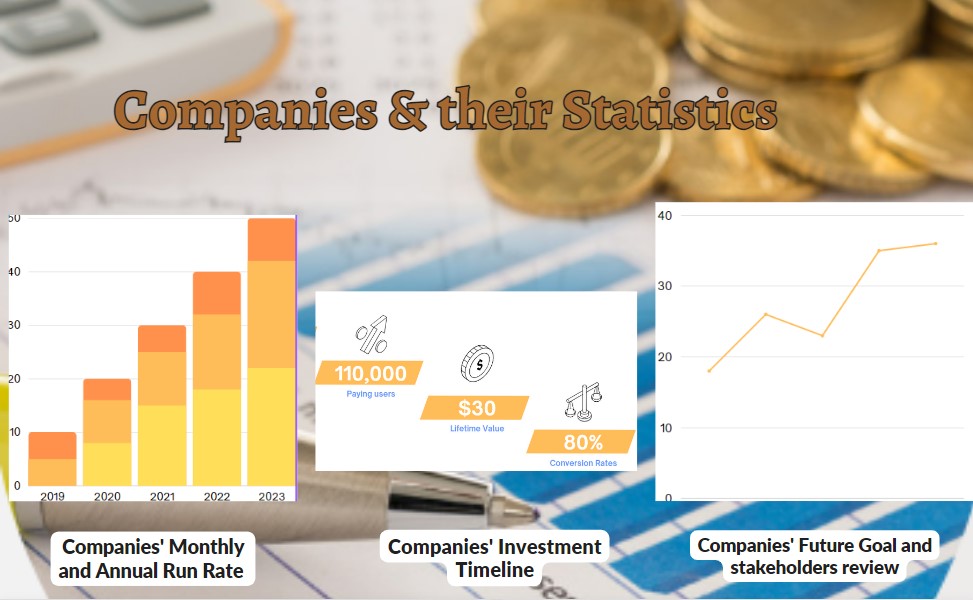 Companies & their Statistics
50
40
30
20
10
0
2019 2020 2021 2022 2023
Companies' Monthly
and Annual Run Rate
110,000
Paying users
$30
Lifetime Value
80%
Conversion Rates
Companies' Investment
Timeline
40
30
20
10
0
Companies' Future Goal and
stakeholders review